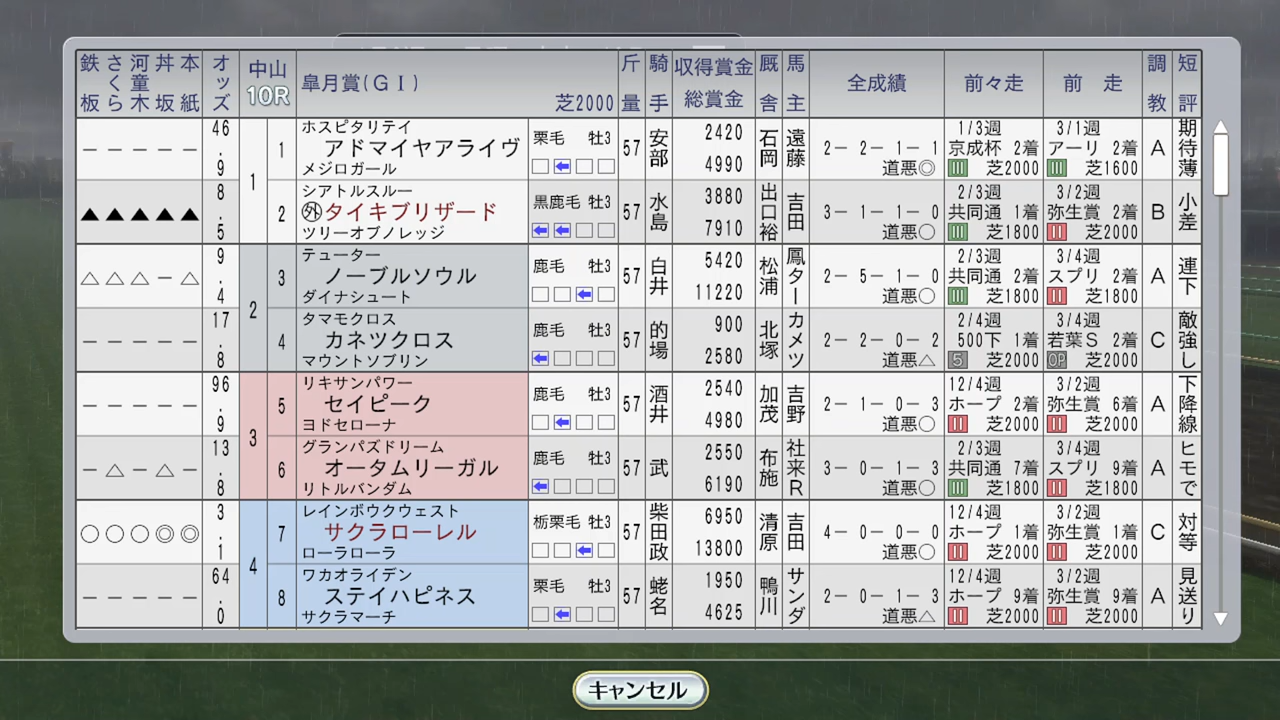 鉄板 さくら 河童木 丼坂 本紙 オッズ 中山10R 皐月賞(GⅠ) 芝2000 斤量 騎手 収得賞金 総賞金 厩舎 馬主 全成績 前々走 前走 調教 短評
－－－－－ 46.9 1 1 ホスピタリテイ
アドマイヤアライヴ
メジロガール
栗毛 牡3 57 安部 2420 4990 石岡 遠藤 2-2-1-1 道悪◎
1/3週 京成杯 2着 Ⅲ 芝2000
3/1週 アーリ 2着 Ⅲ 芝1600
A 期待薄
▲▲▲▲▲ 8.5 2 シアトルスルー
外タイキブリザード
ツリーオブノレッジ
黒鹿毛 牡3 57 水島 3880 7910 出口裕 吉田 3-1-1-0 道悪○
2/3週 共同通 1着 Ⅲ 芝1800
3/2週 弥生賞 2着 Ⅱ 芝2000
B 小差
△△△－△ 9.4 2 3 テューター
ノーブルソウル
ダイナシュート
鹿毛 牡3 57 白井 5420 11220 松浦 鳳ター 2-5-1-0 道悪○
2/3週 共同通 2着 Ⅲ 芝1800
3/4週 スプリ 2着 Ⅱ 芝1800
A 連下
－－－－－ 17.8 4 タマモクロス
カネツクロス
マウントソブリン
鹿毛 牡3 57 的場 900 2580 北塚 カメツ 2-2-0-2 道悪△
2/4週 500下 1着 5 芝2000
3/4週 若葉S 2着 OP 芝2000
C 敵強し
－－－－－ 96.9 3 5 リキサンパワー
セイピーク
ヨドセローナ
鹿毛 牡3 57 酒井 2540 4980 加茂 吉野 2-1-0-3 道悪○
12/4週 ホープ 2着 Ⅱ 芝2000
3/2週 弥生賞 6着 Ⅱ 芝2000
A 下降線
－△－△－ 13.8 6 グランパズドリーム
オータムリーガル
リトルバンダム
鹿毛 牡3 57 武 2550 6190 布施 社来R 3-0-1-3 道悪○
2/3週 共同通 7着 Ⅲ 芝1800
3/4週 スプリ 9着 Ⅱ 芝1800
A ヒモで
○○○◎◎ 3.1 4 7 レインボウクウェスト
サクラローレル
ローラローラ
栃栗毛 牡3 57 柴田政 6950 13800 清原 吉田 4-0-0-0 道悪○
12/4週 ホープ 1着 Ⅱ 芝2000
3/2週 弥生賞 1着 Ⅱ 芝2000
C 対等
－－－－－ 64.0 8 ワカオライデン
ステイハピネス
サクラマーチ
栗毛 牡3 57 蛯名 1950 4625 鴨川 サンダ 2-0-1-3 道悪△
12/4週 ホープ 9着 Ⅱ 芝2000
3/2週 弥生賞 9着 Ⅱ 芝2000
A 見送り
キャンセル